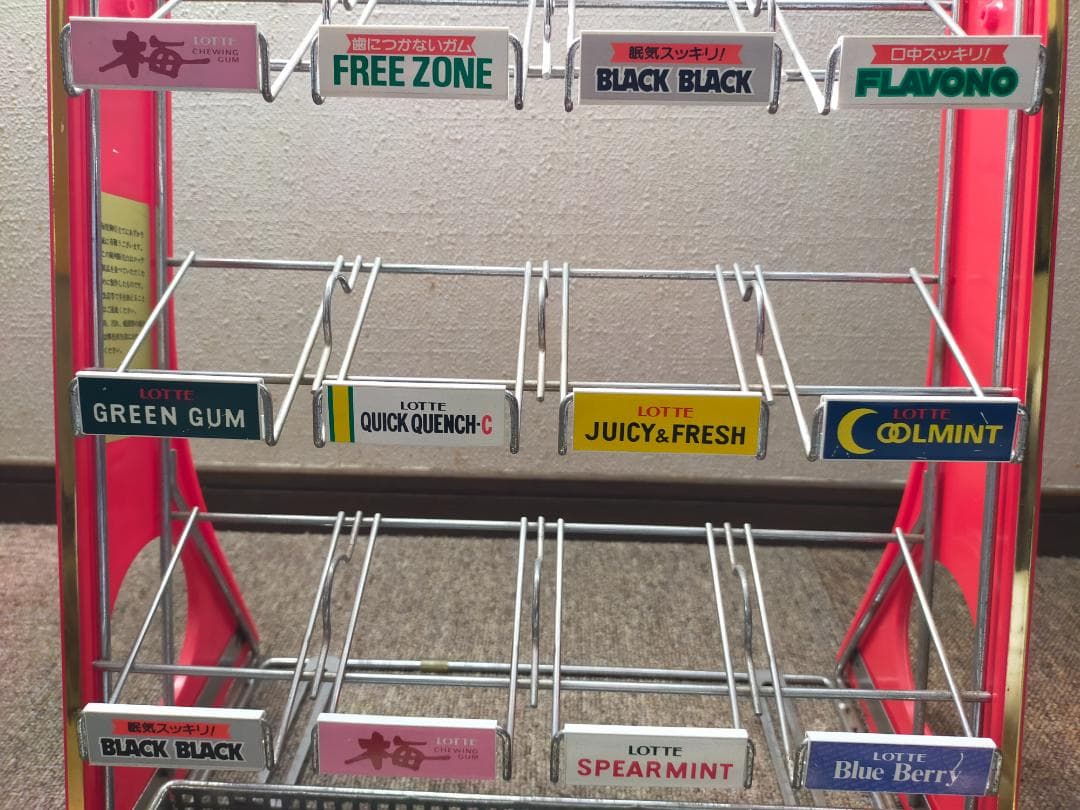 梅
LOTTE
CHEWING
GUM
歯につかないガム
FREE ZONE
眠気スッキリ!
BLACK BLACK
口中スッキリ!
FLAVONO
LOTTE
GREEN GUM
LOTTE
QUICK QUENCH-C
LOTTE
JUICY & FRESH
LOTTE
COOLMINT
眠気スッキリ!
BLACK BLACK
梅
LOTTE
CHEWING
GUM
LOTTE
SPEARMINT
LOTTE
Blue Berry